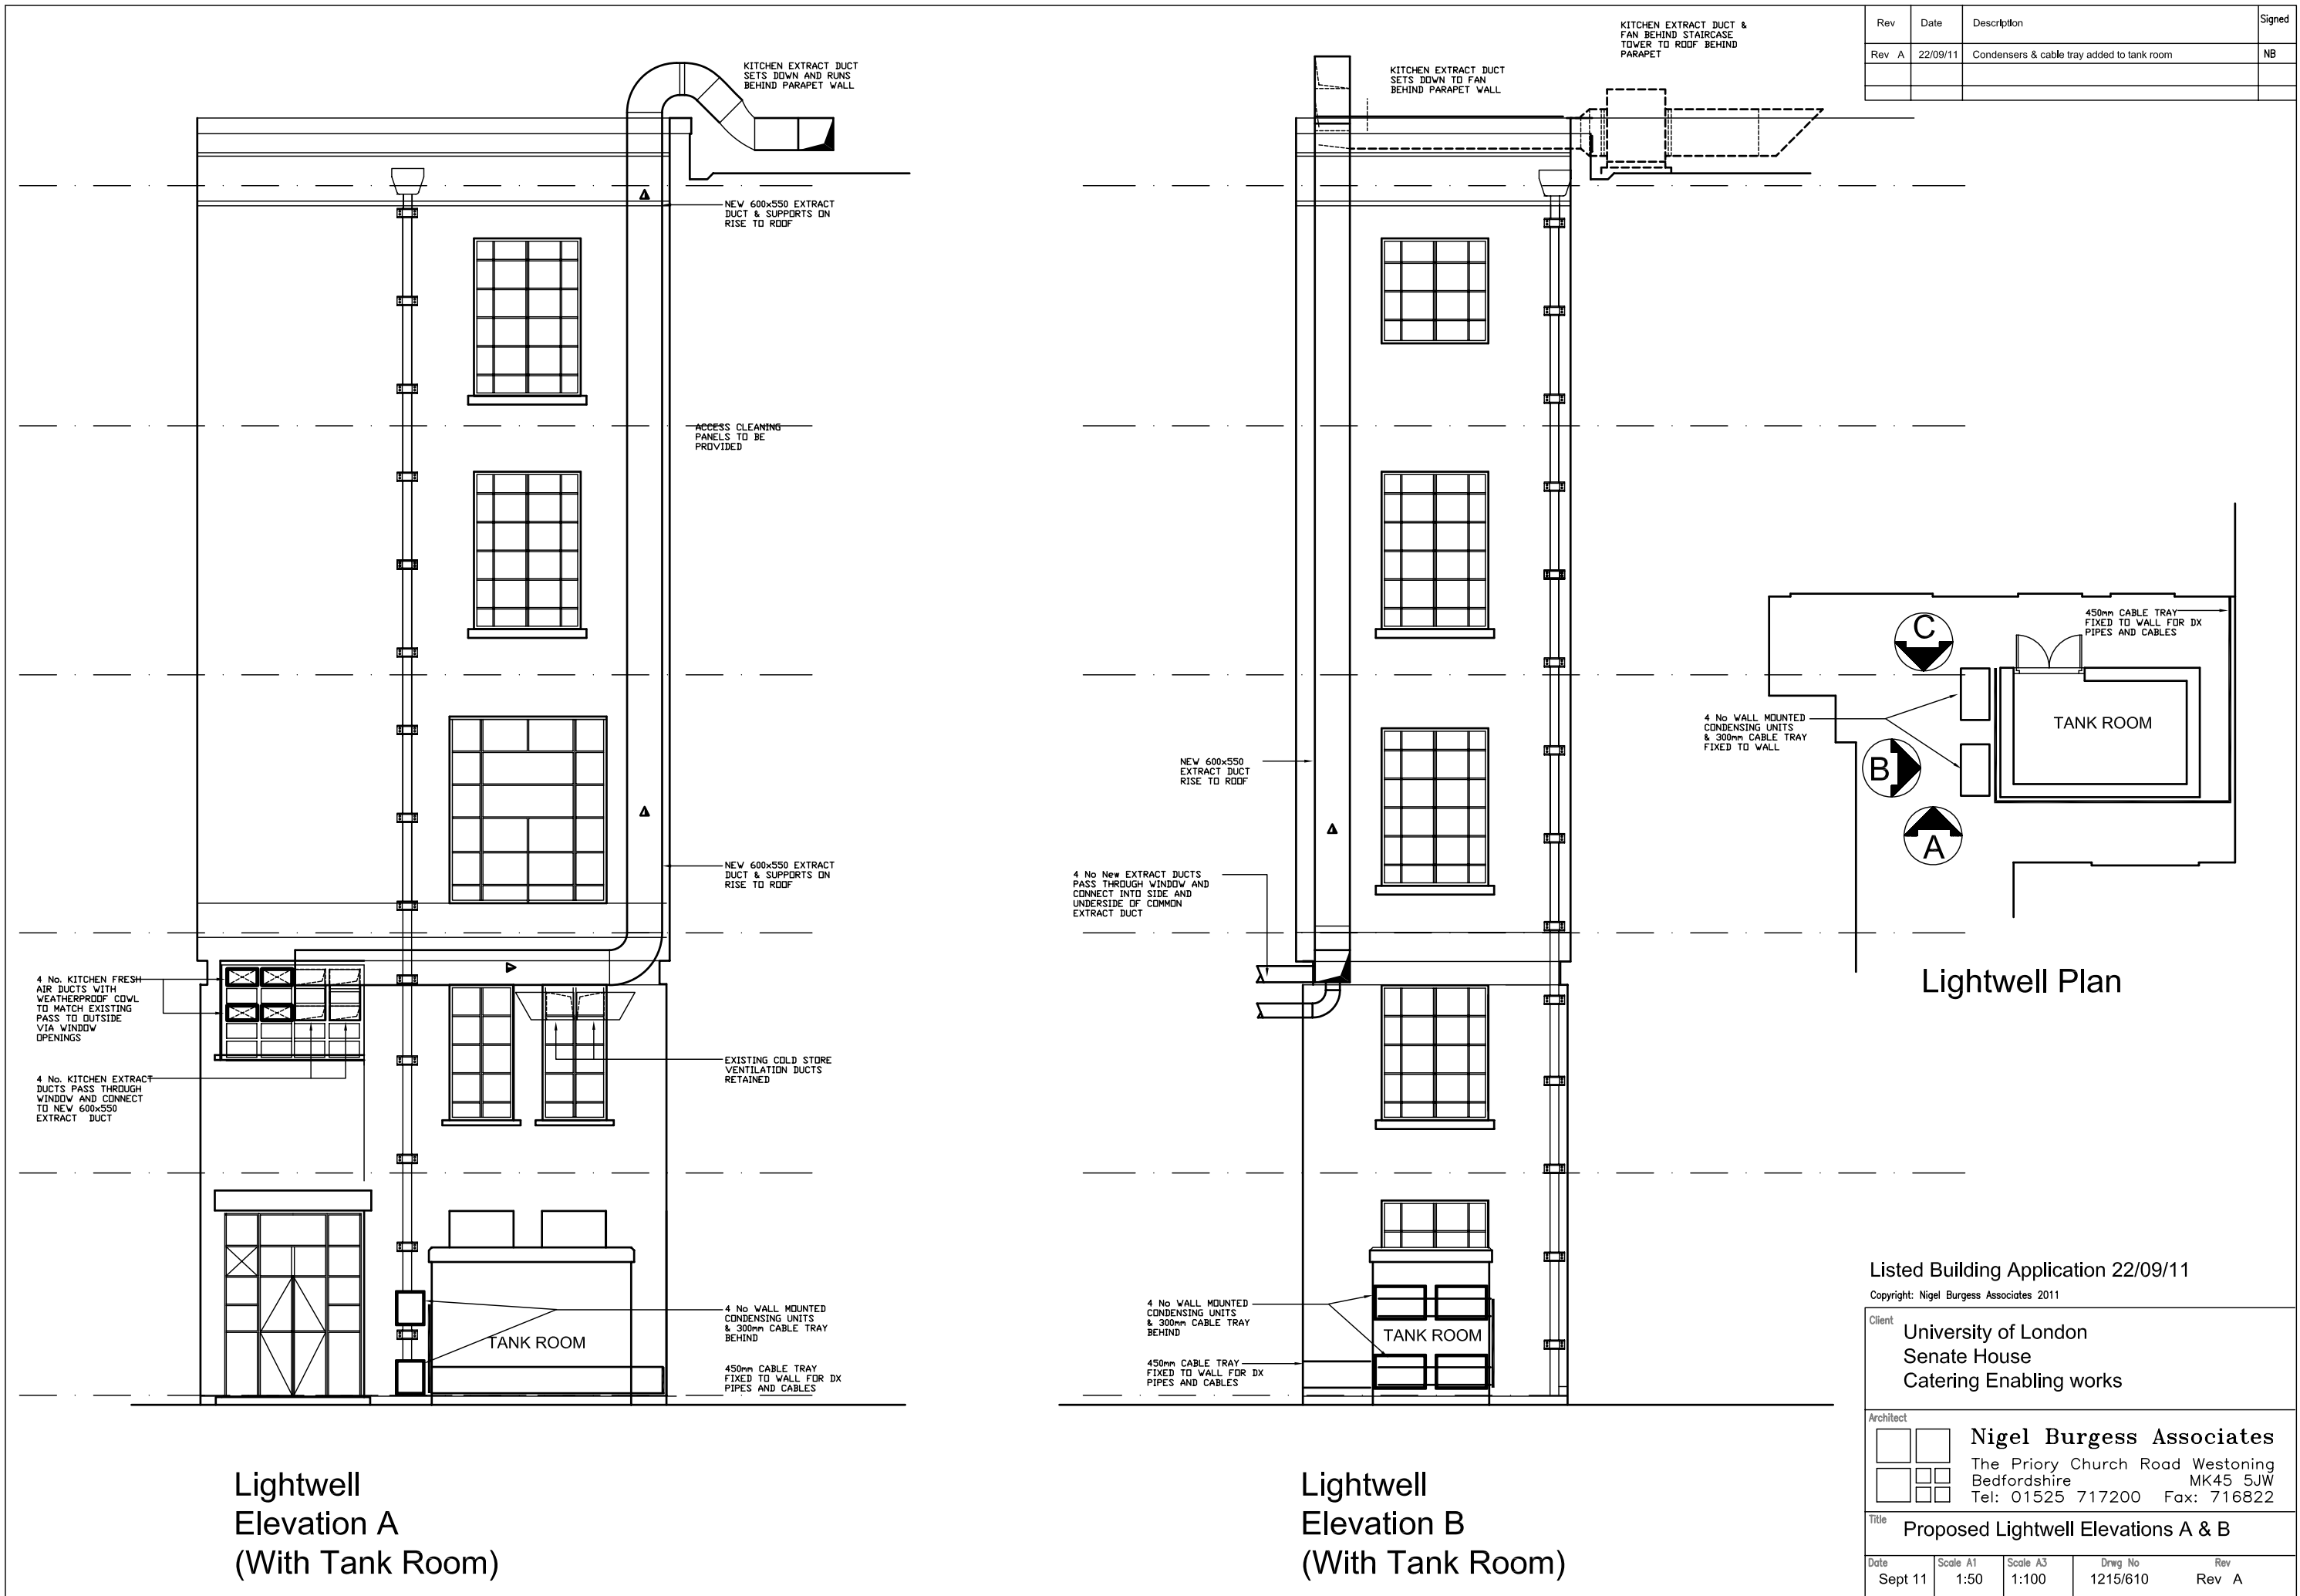 Rev Date Description Signed
Rev A 22/09/11 Condensers & cable tray added to tank room NB
KITCHEN EXTRACT DUCT
SETS DOWN AND RUNS
BEHIND PARAPET WALL
NEW 600x550 EXTRACT
DUCT & SUPPORTS ON
RISE TO ROOF
ACCESS CLEANING
PANELS TO BE
PROVIDED
NEW 600x550 EXTRACT
DUCT & SUPPORTS ON
RISE TO ROOF
4 No. KITCHEN FRESH
AIR DUCTS WITH
WEATHERPROOF COWL
TO MATCH EXISTING
PASS TO OUTSIDE
VIA WINDOW
OPENINGS
4 No. KITCHEN EXTRACT
DUCTS PASS THROUGH
WINDOW AND CONNECT
TO NEW 600x550
EXTRACT DUCT
EXISTING COLD STORE
VENTILATION DUCTS
RETAINED
4 No WALL MOUNTED
CONDENSING UNITS
& 300mm CABLE TRAY
BEHIND
TANK ROOM
450mm CABLE TRAY
FIXED TO WALL FOR DX
PIPES AND CABLES
Lightwell
Elevation A
(With Tank Room)
KITCHEN EXTRACT DUCT
SETS DOWN TO FAN
BEHIND PARAPET WALL
KITCHEN EXTRACT DUCT &
FAN BEHIND STAIRCASE
TOWER TO ROOF BEHIND
PARAPET
NEW 600x550
EXTRACT DUCT
RISE TO ROOF
4 No New EXTRACT DUCTS
PASS THROUGH WINDOW AND
CONNECT INTO SIDE AND
UNDERSIDE OF COMMON
EXTRACT DUCT
4 No WALL MOUNTED
CONDENSING UNITS
& 300mm CABLE TRAY
BEHIND
TANK ROOM
450mm CABLE TRAY
FIXED TO WALL FOR DX
PIPES AND CABLES
Lightwell
Elevation B
(With Tank Room)
450mm CABLE TRAY
FIXED TO WALL FOR DX
PIPES AND CABLES
C
4 No WALL MOUNTED
CONDENSING UNITS
& 300mm CABLE TRAY
FIXED TO WALL
TANK ROOM
B
A
Lightwell Plan
Listed Building Application 22/09/11
Copyright: Nigel Burgess Associates 2011
Client
University of London
Senate House
Catering Enabling works
Architect
Nigel Burgess Associates
The Priory Church Road Westoning
Bedfordshire MK45 5JW
Tel: 01525 717200 Fax: 716822
Title
Proposed Lightwell Elevations A & B
Date Scale A1 Scale A3 Drwg No Rev
Sept 11 1:50 1:100 1215/610 Rev A